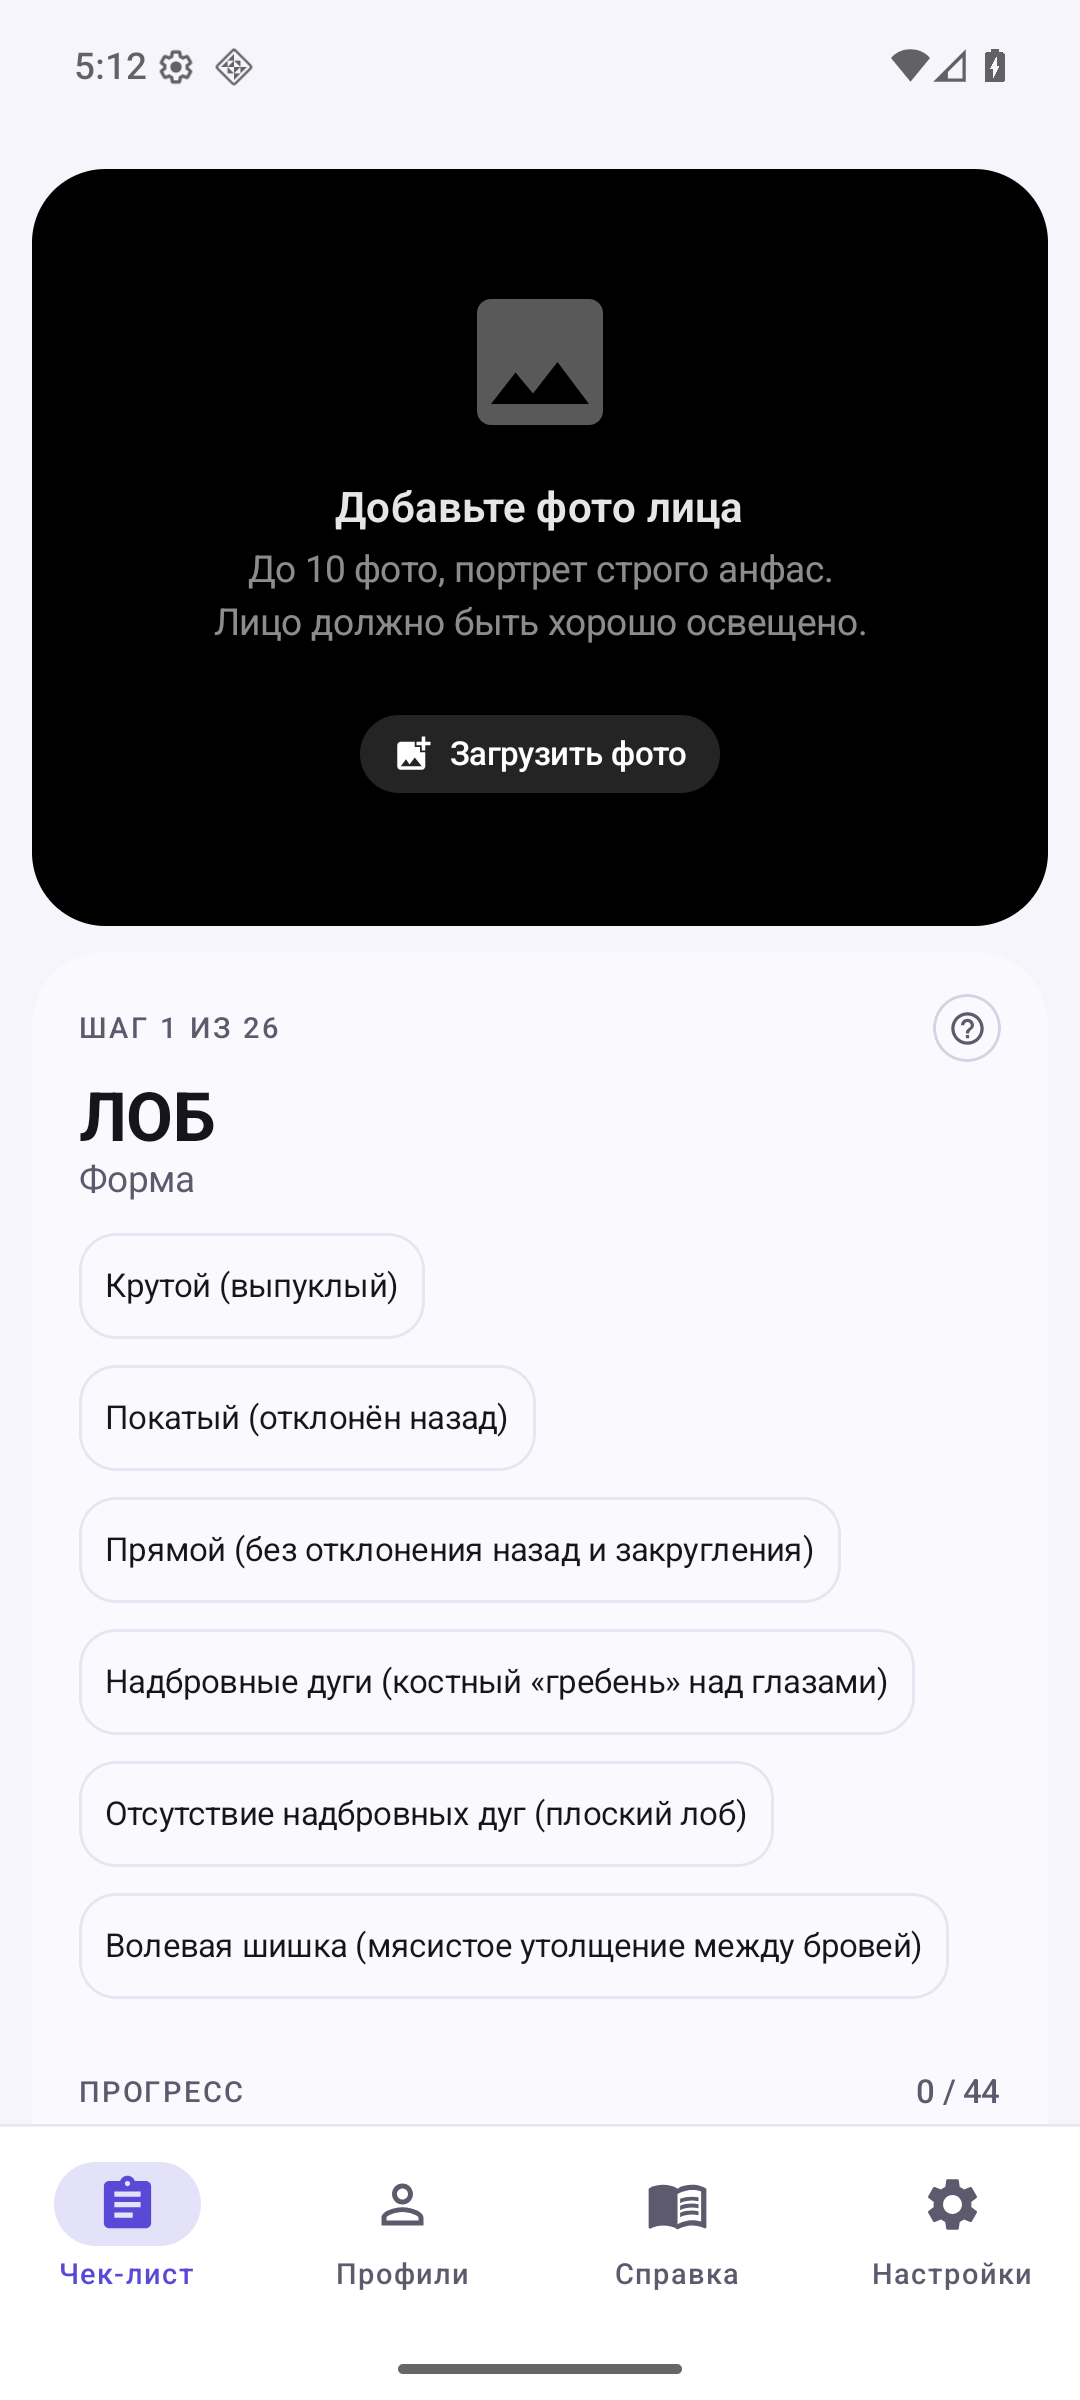 5:12
Добавьте фото лица
До 10 фото, портрет строго анфас.
Лицо должно быть хорошо освещено.
Загрузить фото
ШАГ 1 ИЗ 26
ЛОБ
Форма
Крутой (выпуклый)
Покатый (отклонён назад)
Прямой (без отклонения назад и закругления)
Надбровные дуги (костный «гребень» над глазами)
Отсутствие надбровных дуг (плоский лоб)
Волевая шишка (мясистое утолщение между бровей)
ПРОГРЕСС 0 / 44
Чек-лист Профили Справка Настройки